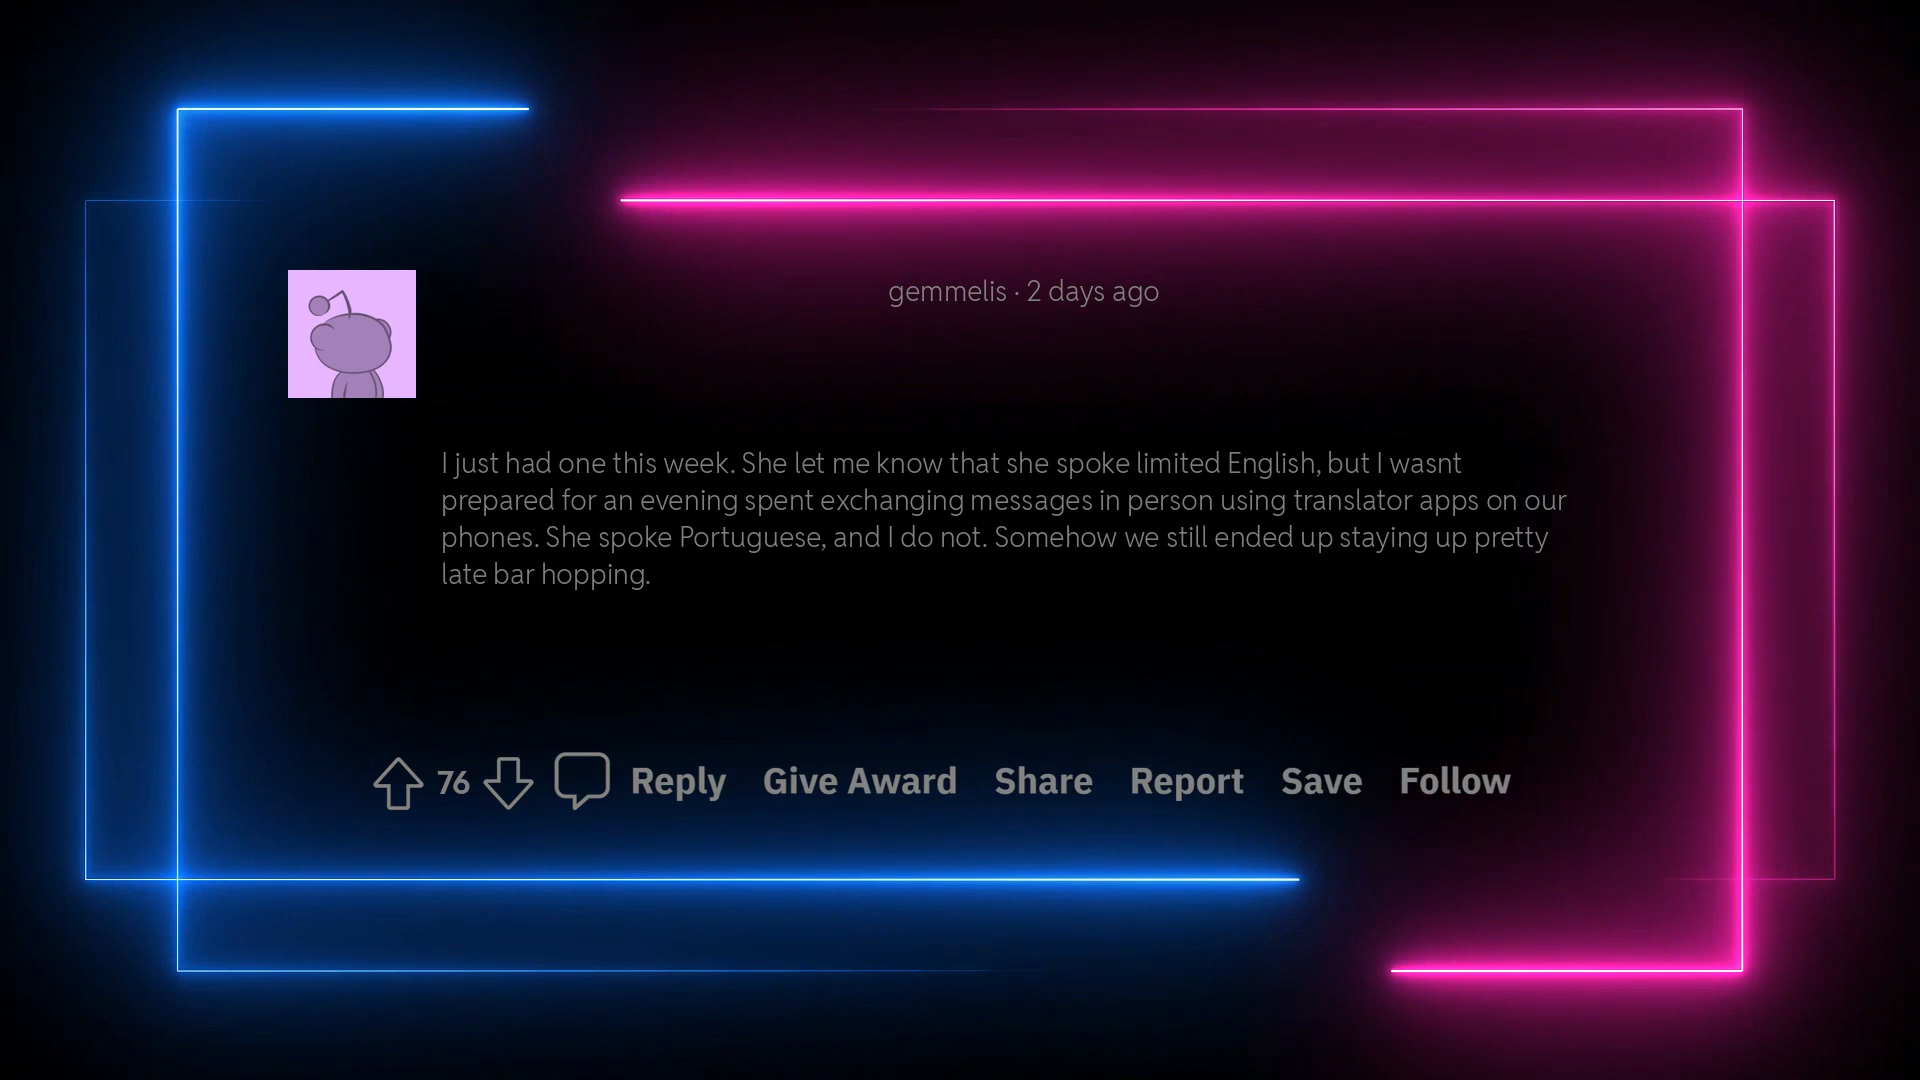 gemmelis · 2 days ago
I just had one this week. She let me know that she spoke limited English, but I wasnt
prepared for an evening spent exchanging messages in person using translator apps on our
phones. She spoke Portuguese, and I do not. Somehow we still ended up staying up pretty
late bar hopping.
76 Reply Give Award Share Report Save Follow